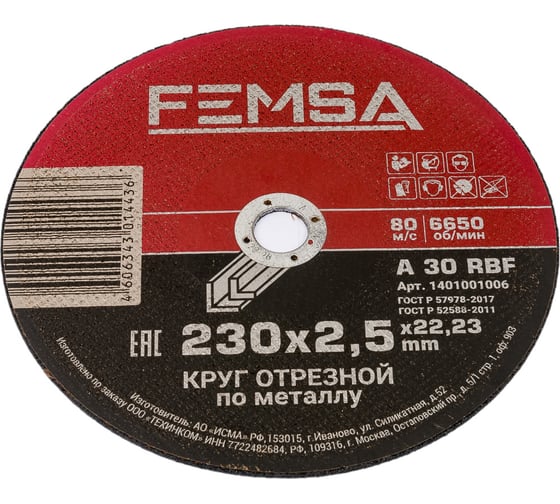 FEMSA
80 м/с 6650 об/мин
A 30 RBF
Арт. 1401001006
ГОСТ Р 57978-2017
ГОСТ Р 52588-2011
EAC 230x2,5 x22,23 mm
КРУГ ОТРЕЗНОЙ
по металлу
Изготовитель: АО «ИСМА» РФ,153015, г.Иваново, ул. Силикатная, д.52
Изготовлено по заказу ООО «ТЕХИНКОМ» ИНН 7722482684, РФ, 109316, г. Москва, Остаповский пр., д. 5/1 стр. 1, оф. 903
4606343014436